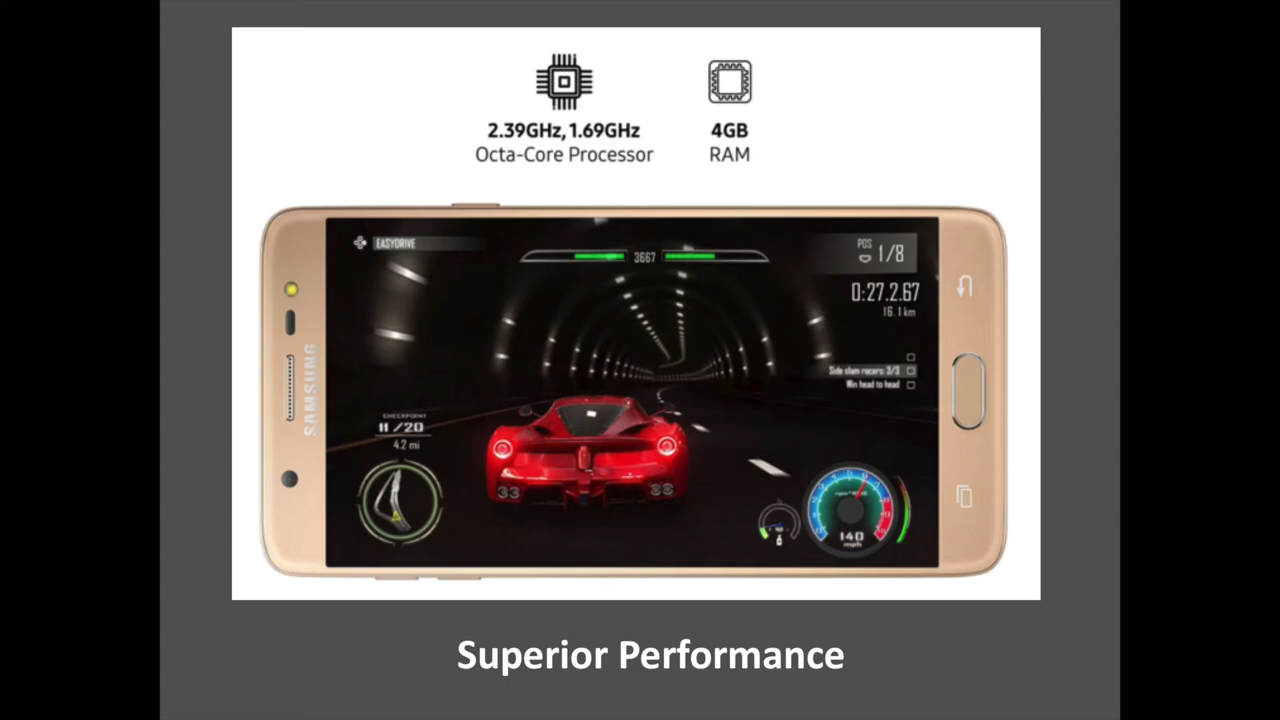 2.39GHz, 1.69GHz
Octa-Core Processor
4GB
RAM
EASYDRIVE
3667
POS
1/8
0:27.2.67
16.1km
Side slam racers: 3/3
Win head to head
SAMSUNG
CHECKPOINT
11/20
4.2 mi
140
mph
Superior Performance